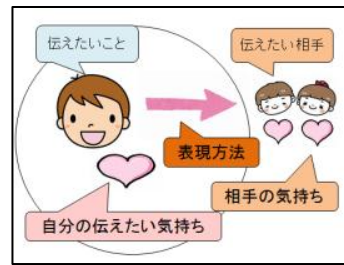 伝えたいこと
伝えたい相手
表現方法
相手の気持ち
自分の伝えたい気持ち